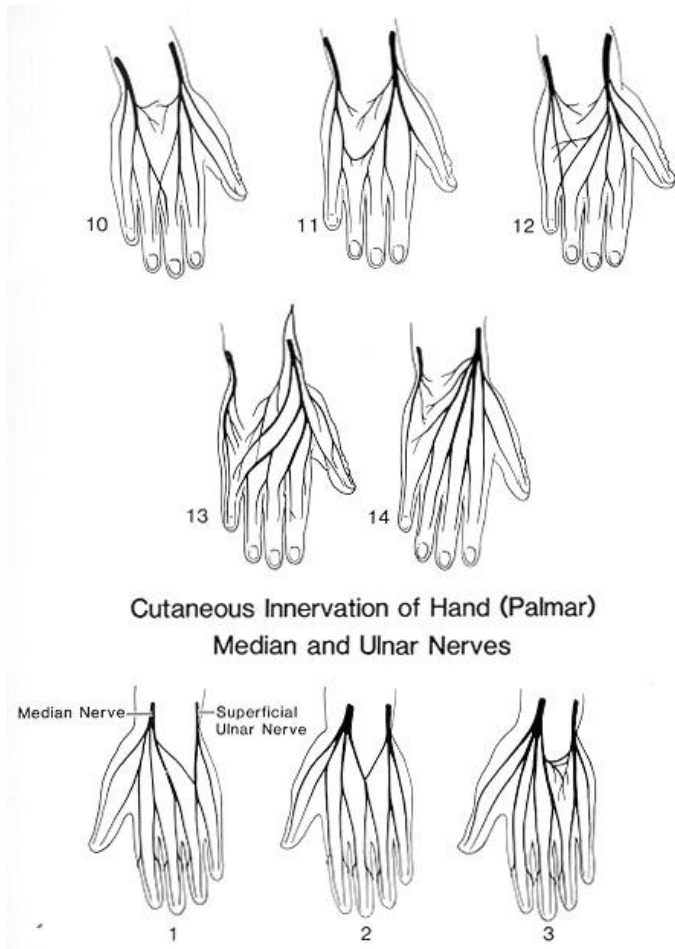 10
11
12
13
14
Cutaneous Innervation of Hand (Palmar)
Median and Ulnar Nerves
Median Nerve
Superficial
Ulnar Nerve
1
2
3